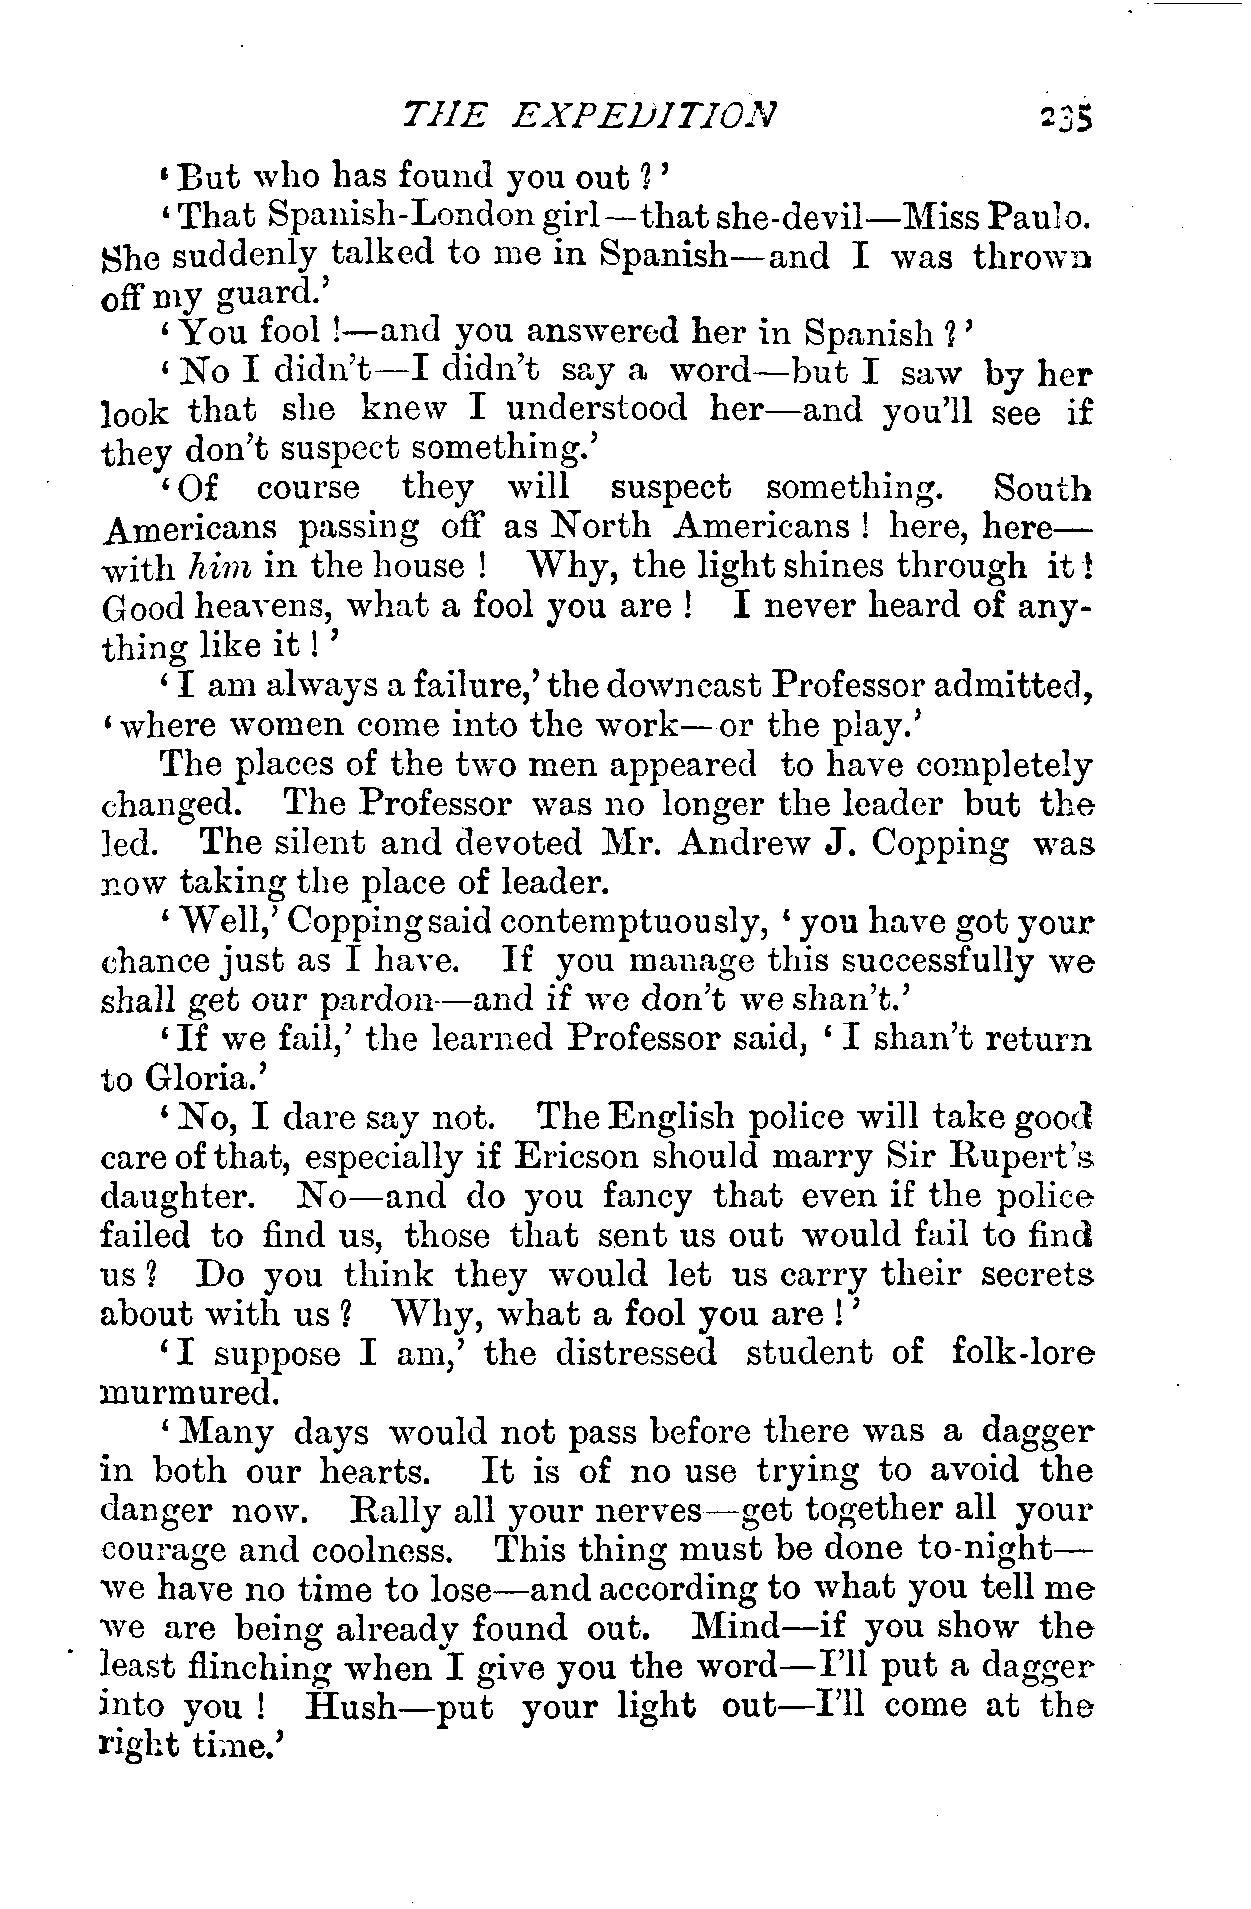 THE EXPEDITION 235
‘But who has found you out?’
‘That Spanish-London girl—that she-devil—Miss Paulo.
She suddenly talked to me in Spanish—and I was thrown
off my guard.’
‘You fool!—and you answered her in Spanish?’
‘No I didn't—I didn't say a word—but I saw by her
look that she knew I understood her—and you'll see if
they don't suspect something.’
‘Of course they will suspect something. South
Americans passing off as North Americans! here, here—
with him in the house! Why, the light shines through it!
Good heavens, what a fool you are! I never heard of any-
thing like it!’
‘I am always a failure,’ the downcast Professor admitted,
‘where women come into the work—or the play.’
The places of the two men appeared to have completely
changed. The Professor was no longer the leader but the
led. The silent and devoted Mr. Andrew J. Copping was
now taking the place of leader.
‘Well,’ Copping said contemptuously, ‘you have got your
chance just as I have. If you manage this successfully we
shall get our pardon—and if we don't we shan't.’
‘If we fail,’ the learned Professor said, ‘I shan't return
to Gloria.’
‘No, I dare say not. The English police will take good
care of that, especially if Ericson should marry Sir Rupert's
daughter. No—and do you fancy that even if the police
failed to find us, those that sent us out would fail to find
us? Do you think they would let us carry their secrets
about with us? Why, what a fool you are!’
‘I suppose I am,’ the distressed student of folk-lore
murmured.
‘Many days would not pass before there was a dagger
in both our hearts. It is of no use trying to avoid the
danger now. Rally all your nerves—get together all your
courage and coolness. This thing must be done to-night—
we have no time to lose—and according to what you tell me
we are being already found out. Mind—if you show the
least flinching when I give you the word—I'll put a dagger
into you! Hush—put your light out—I'll come at the
right time.’